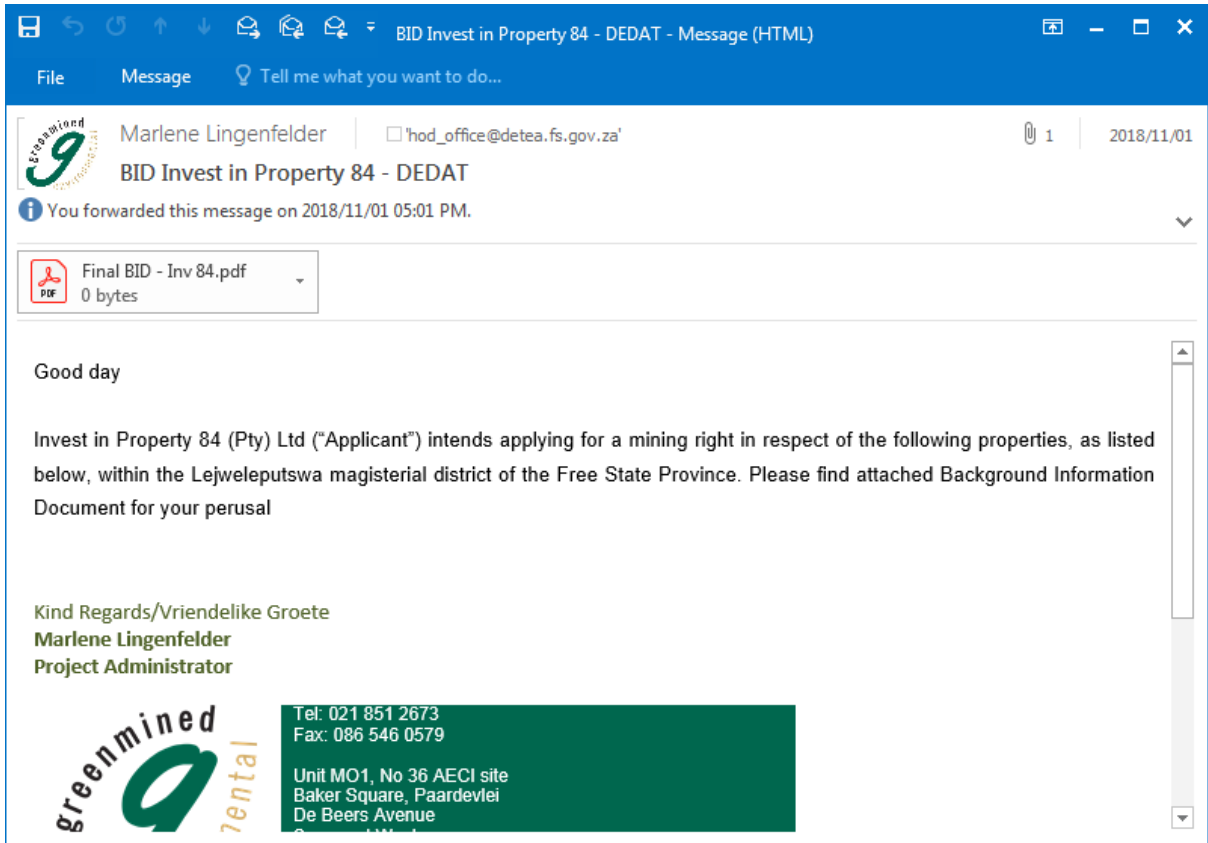 BID Invest in Property 84 - DEDAT - Message (HTML)
File Message Tell me what you want to do...
greenmined
Marlene Lingenfelder 'hod_office@detea.fs.gov.za' 1 2018/11/01
BID Invest in Property 84 - DEDAT
You forwarded this message on 2018/11/01 05:01 PM.
Final BID - Inv 84.pdf
PDF 0 bytes
Good day
Invest in Property 84 (Pty) Ltd (“Applicant”) intends applying for a mining right in respect of the following properties, as listed
below, within the Lejweleputswa magisterial district of the Free State Province. Please find attached Background Information
Document for your perusal
Kind Regards/Vriendelike Groete
Marlene Lingenfelder
Project Administrator
greenmined
Tel: 021 851 2673
Fax: 086 546 0579
Unit MO1, No 36 AECI site
Baker Square, Paardevlei
De Beers Avenue